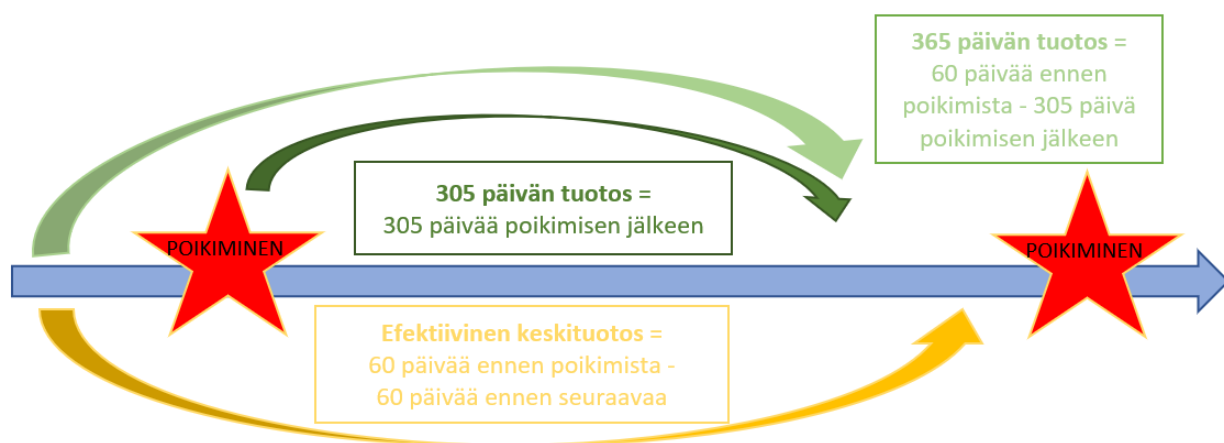 365 päivän tuotos =
60 päivää ennen
poikimista - 305 päivä
poikimisen jälkeen
305 päivän tuotos =
305 päivää poikimisen jälkeen
POIKIMINEN
POIKIMINEN
Efektiivinen keskituotos =
60 päivää ennen poikimista -
60 päivää ennen seuraavaa